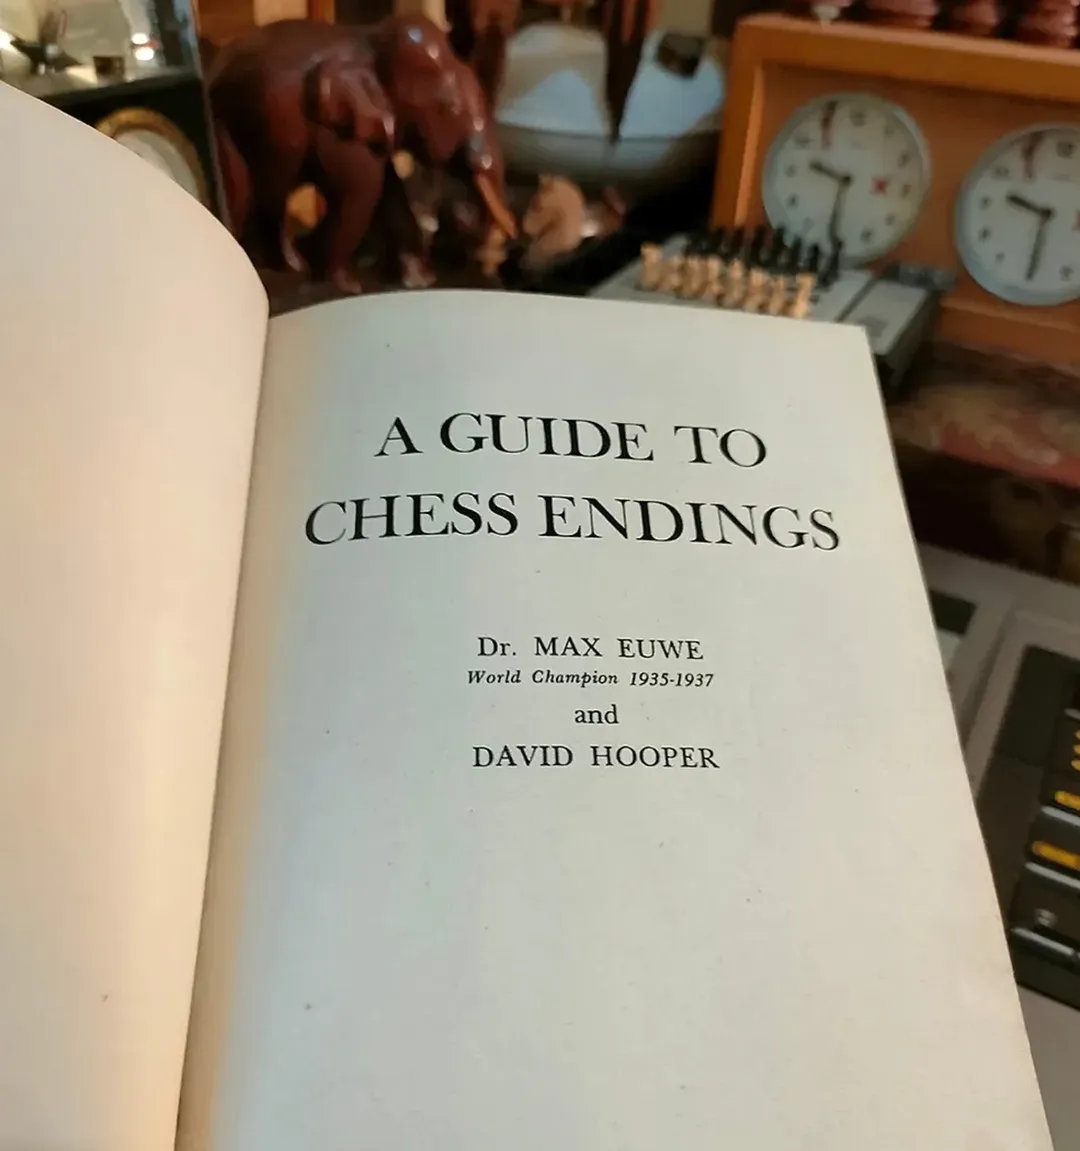 A GUIDE TO
CHESS ENDINGS
Dr. MAX EUWE
World Champion 1935-1937
and
DAVID HOOPER